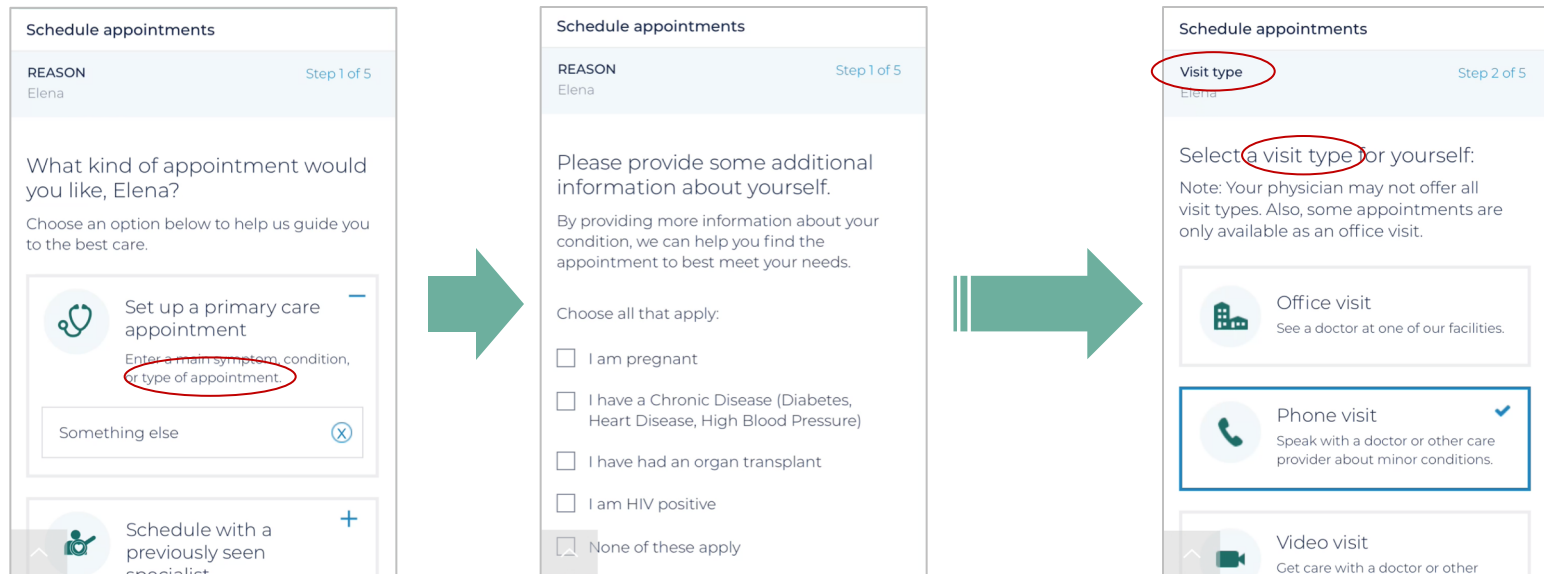 Schedule appointments
REASON
Step 1 of 5
Elena
What kind of appointment would
you like, Elena?
Choose an option below to help us guide you
to the best care.
Set up a primary care
appointment
Enter a main symptom, condition,
or type of appointment.
Something else
Schedule with a
previously seen
specialist
Schedule appointments
REASON
Step 1 of 5
Elena
Please provide some additional
information about yourself.
By providing more information about your
condition, we can help you find the
appointment to best meet your needs.
Choose all that apply:
I am pregnant
I have a Chronic Disease (Diabetes,
Heart Disease, High Blood Pressure)
I have had an organ transplant
I am HIV positive
None of these apply
Schedule appointments
Visit type
Step 2 of 5
Elena
Select a visit type for yourself:
Note: Your physician may not offer all
visit types. Also, some appointments are
only available as an office visit.
Office visit
See a doctor at one of our facilities.
Phone visit
Speak with a doctor or other care
provider about minor conditions.
Video visit
Get care with a doctor or other